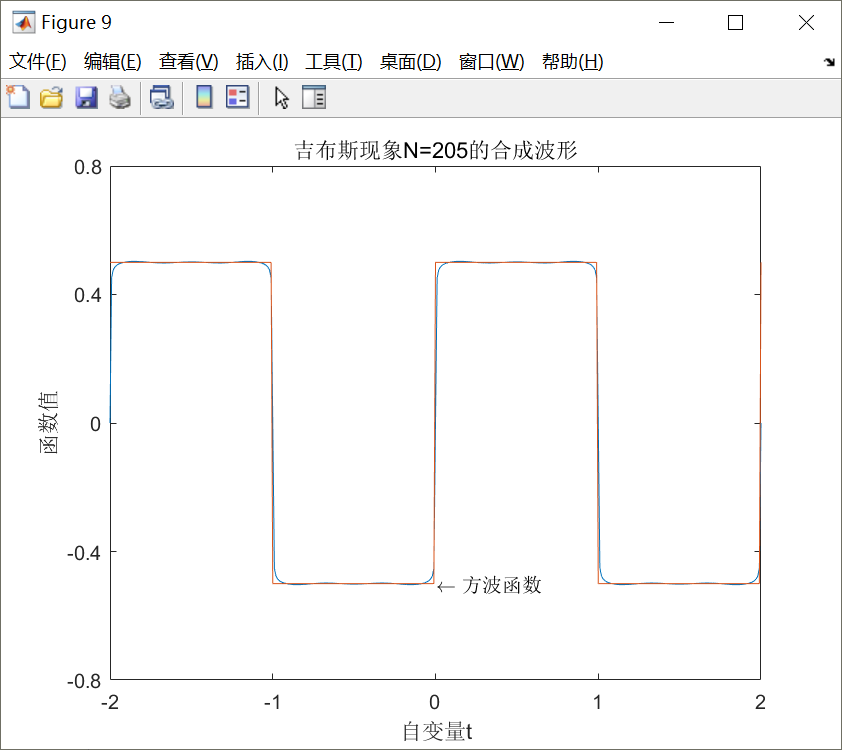 Figure 9
文件(F) 编辑(E) 查看(V) 插入(I) 工具(T) 桌面(D) 窗口(W) 帮助(H)
吉布斯现象N=205的合成波形
0.8
0.4
0
-0.4
-0.8
函数值
← 方波函数
-2 -1 0 1 2
自变量t